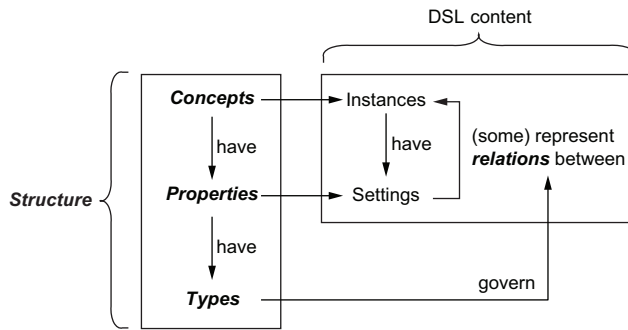 DSL content
Concepts
Instances
have
have
(some) represent
relations between
Structure
Properties
Settings
have
govern
Types